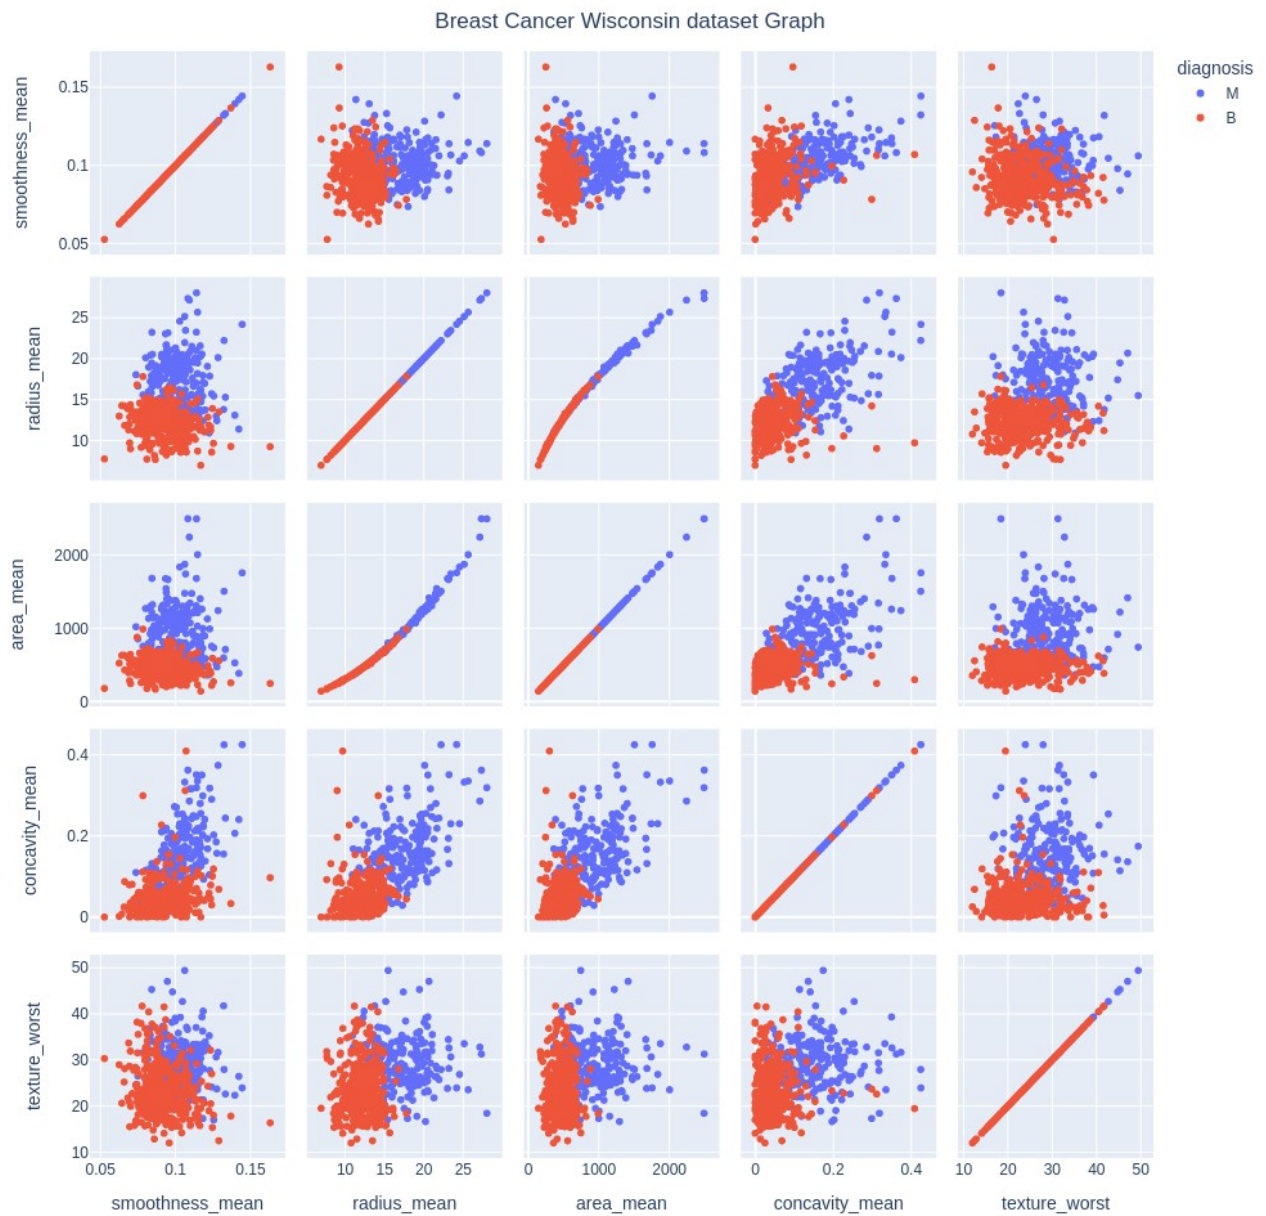 Breast Cancer Wisconsin dataset Graph
diagnosis
M
B
smoothness_mean
0.15
0.1
0.05
radius_mean
25
20
15
10
area_mean
2000
1000
0
concavity_mean
0.4
0.2
0
texture_worst
50
40
30
20
10
0.05 0.1 0.15 10 15 20 25 0 1000 2000 0 0.2 0.4 10 20 30 40 50
smoothness_mean radius_mean area_mean concavity_mean texture_worst